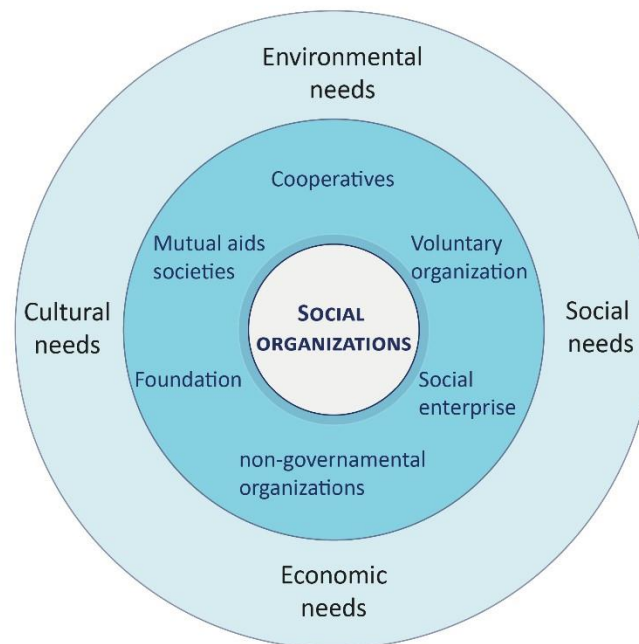 Environmental
needs
Cooperatives
Mutual aids
societies
Voluntary
organization
Cultural
needs
SOCIAL
ORGANIZATIONS
Social
needs
Foundation
Social
enterprise
non-governamental
organizations
Economic
needs